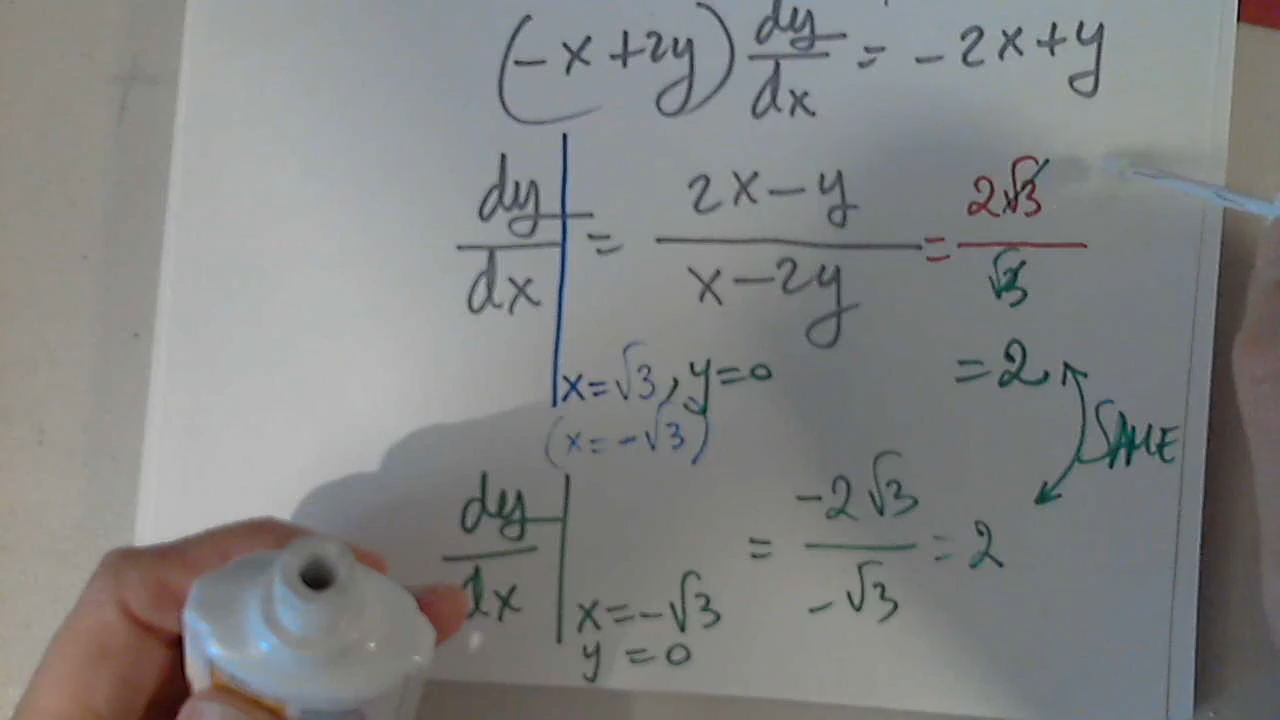 (-x+2y) dy/dx = -2x+y
dy/dx | = 2x-y / x-2y = 2√3 / √3
x=√3, y=0
= 2
(x=-√3)
SAME
dy/dx | x=-√3 = -2√3 / -√3 = 2
y=0